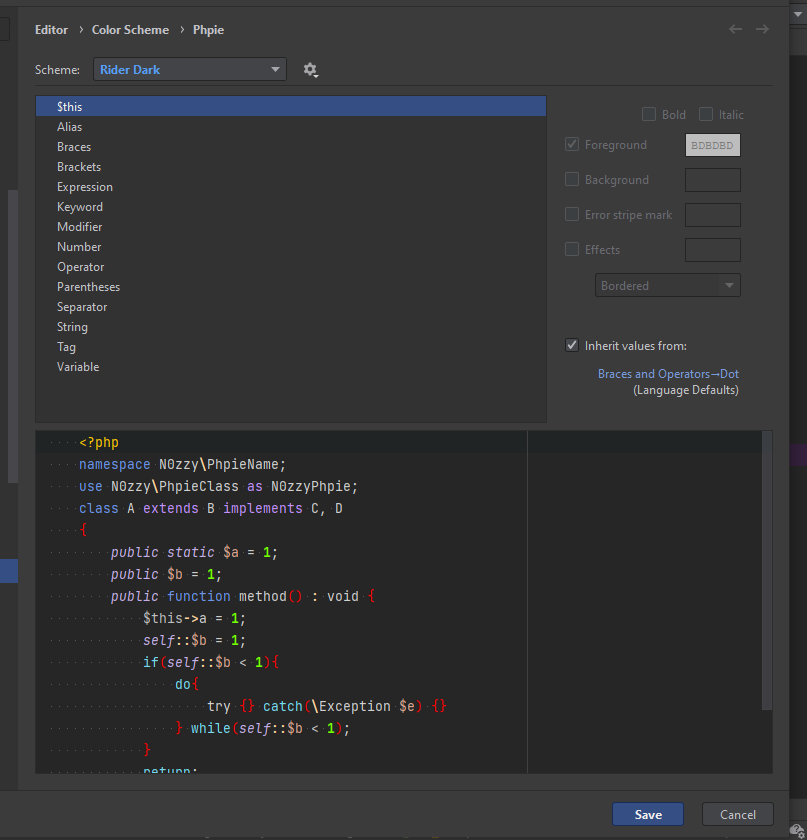 Editor › Color Scheme › Phpie
Scheme: Rider Dark
$this
Alias
Braces
Brackets
Expression
Keyword
Modifier
Number
Operator
Parentheses
Separator
String
Tag
Variable
Bold Italic
Foreground BDBDBD
Background
Error stripe mark
Effects
Bordered
Inherit values from:
Braces and Operators→Dot
(Language Defaults)
<?php
namespace N0zzy\PhpieName;
use N0zzy\PhpieClass as N0zzyPhpie;
class A extends B implements C, D
{
public static $a = 1;
public $b = 1;
public function method() : void {
$this->a = 1;
self::$b = 1;
if(self::$b < 1){
do{
try {} catch(\Exception $e) {}
} while(self::$b < 1);
}
return;
Save Cancel